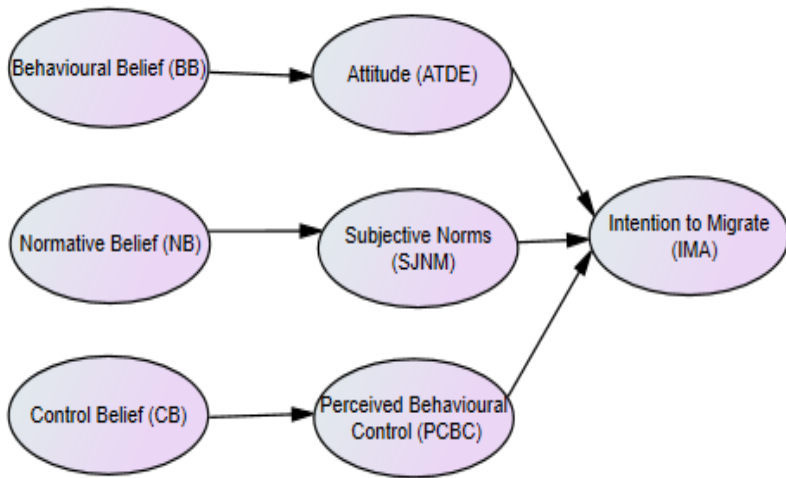 Behavioural Belief (BB)
Attitude (ATDE)
Normative Belief (NB)
Subjective Norms
(SJNM)
Intention to Migrate
(IMA)
Control Belief (CB)
Perceived Behavioural
Control (PCBC)